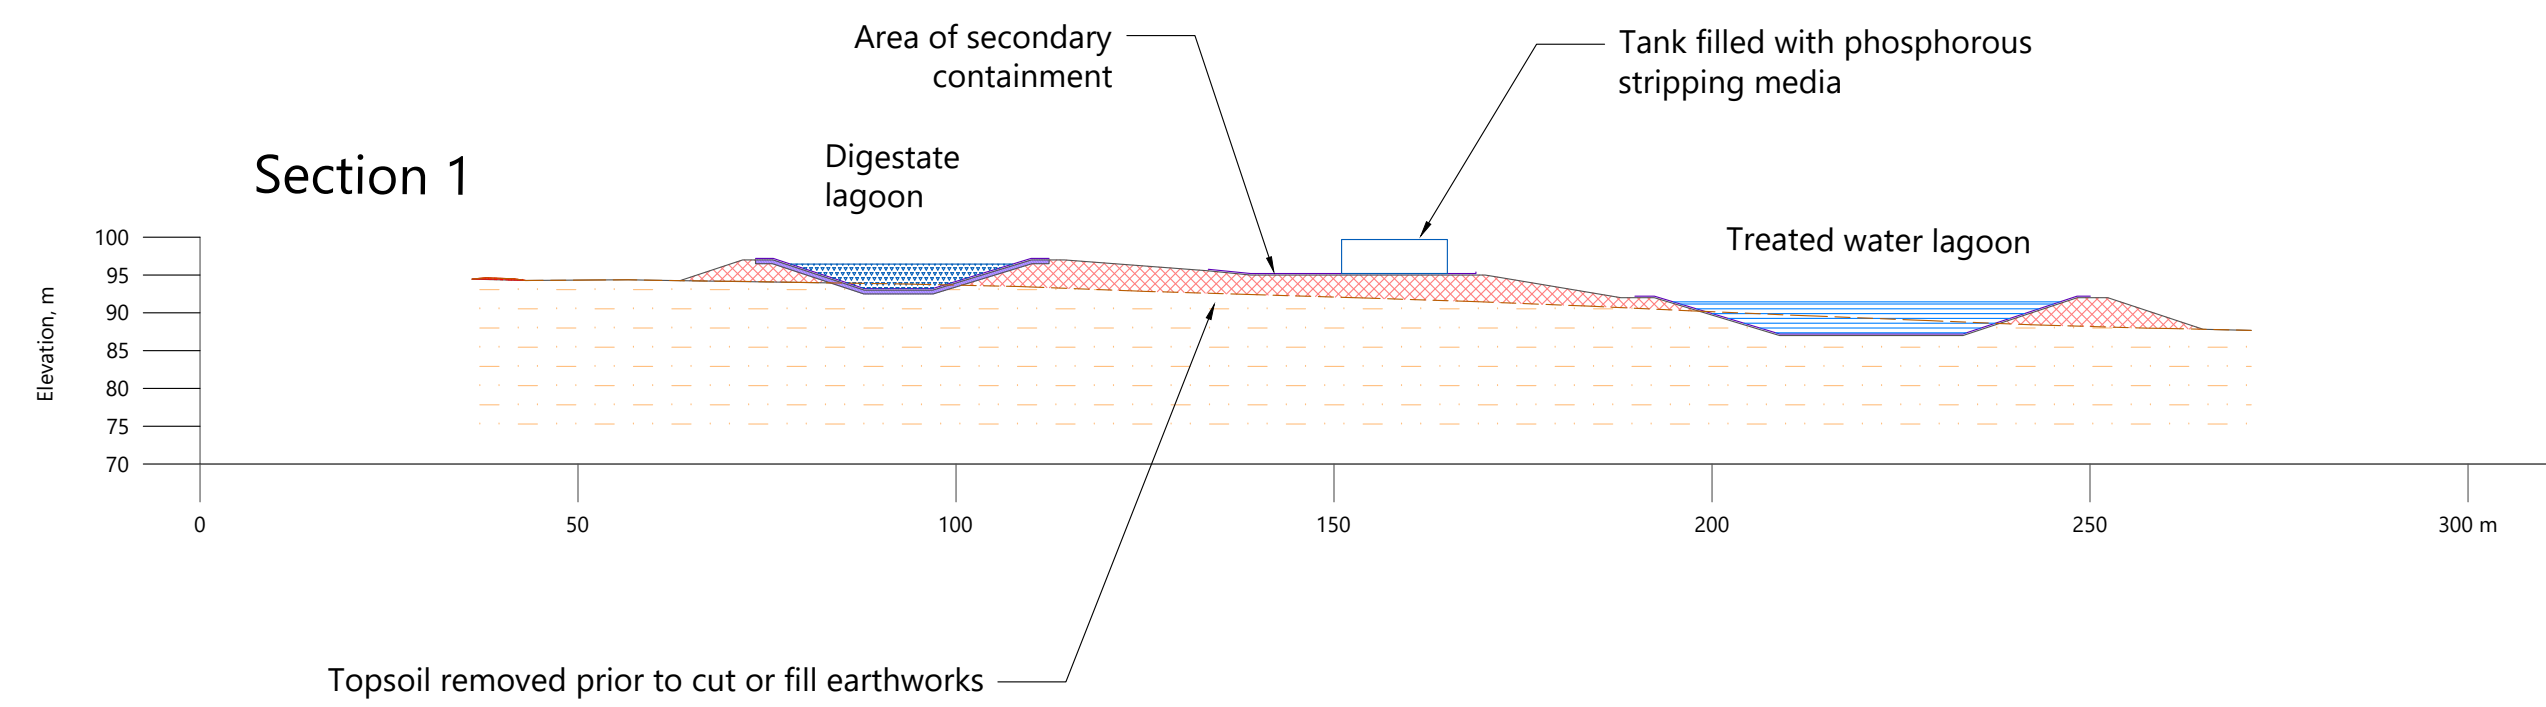 Area of secondary
containment
Tank filled with phosphorous
stripping media
Section 1
Digestate
lagoon
Treated water lagoon
Elevation, m
100
95
90
85
80
75
70
0
50
100
150
200
250
300 m
Topsoil removed prior to cut or fill earthworks